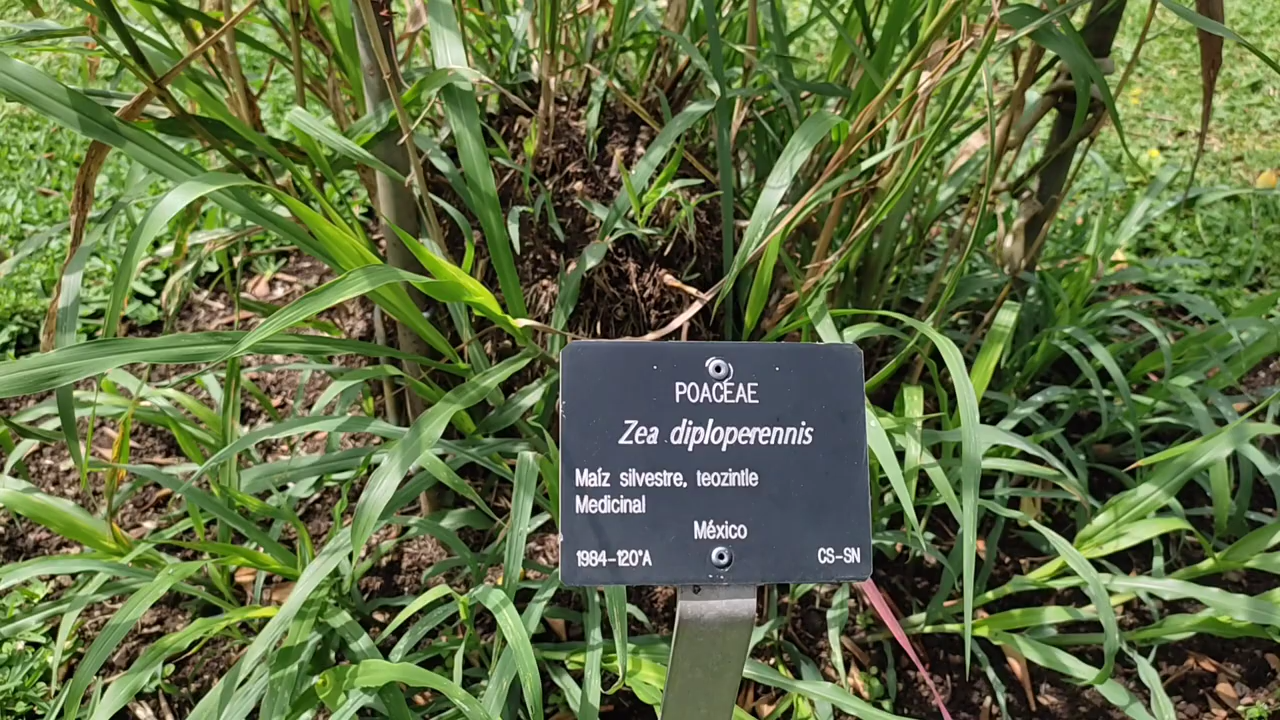 POACEAE
Zea diploperennis
Maíz silvestre, teozintle
Medicinal
México
1984-120°A CS-SN